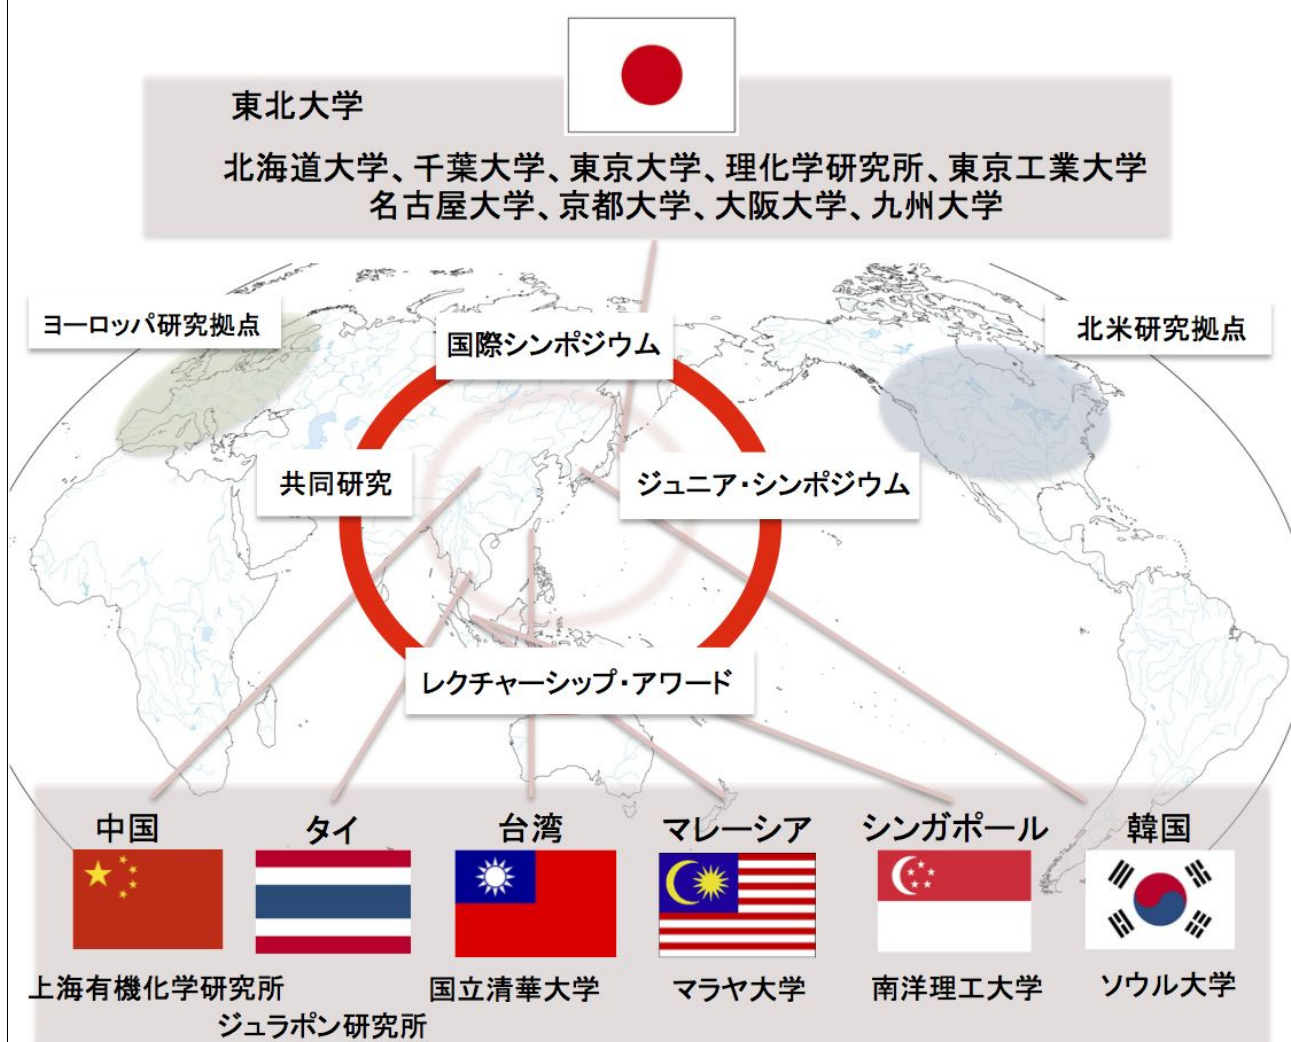 東北大学
北海道大学、千葉大学、東京大学、理化学研究所、東京工業大学
名古屋大学、京都大学、大阪大学、九州大学
ヨーロッパ研究拠点
国際シンポジウム
北米研究拠点
共同研究
ジュニア・シンポジウム
レクチャーシップ・アワード
中国
タイ
台湾
マレーシア
シンガポール
韓国
上海有機化学研究所
ジュラポン研究所
国立清華大学
マラヤ大学
南洋理工大学
ソウル大学